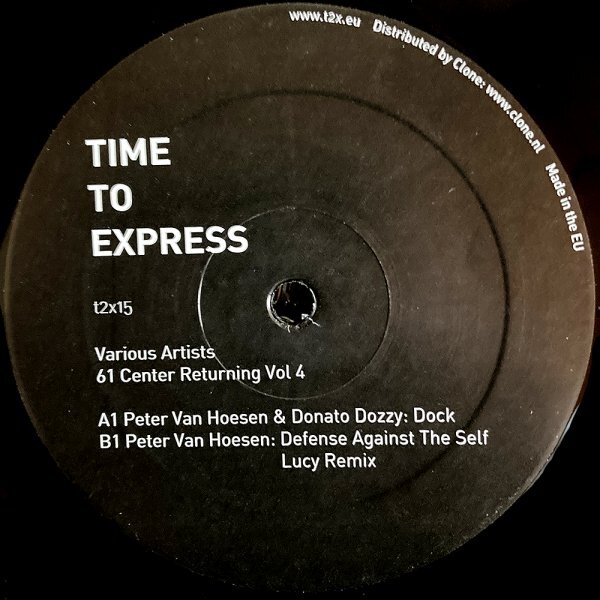 www.t2x.eu Distributed by Clone: www.clone.nl Made in the EU
TIME
TO
EXPRESS
t2x15
Various Artists
61 Center Returning Vol 4
A1 Peter Van Hoesen & Donato Dozzy: Dock
B1 Peter Van Hoesen: Defense Against The Self
Lucy Remix